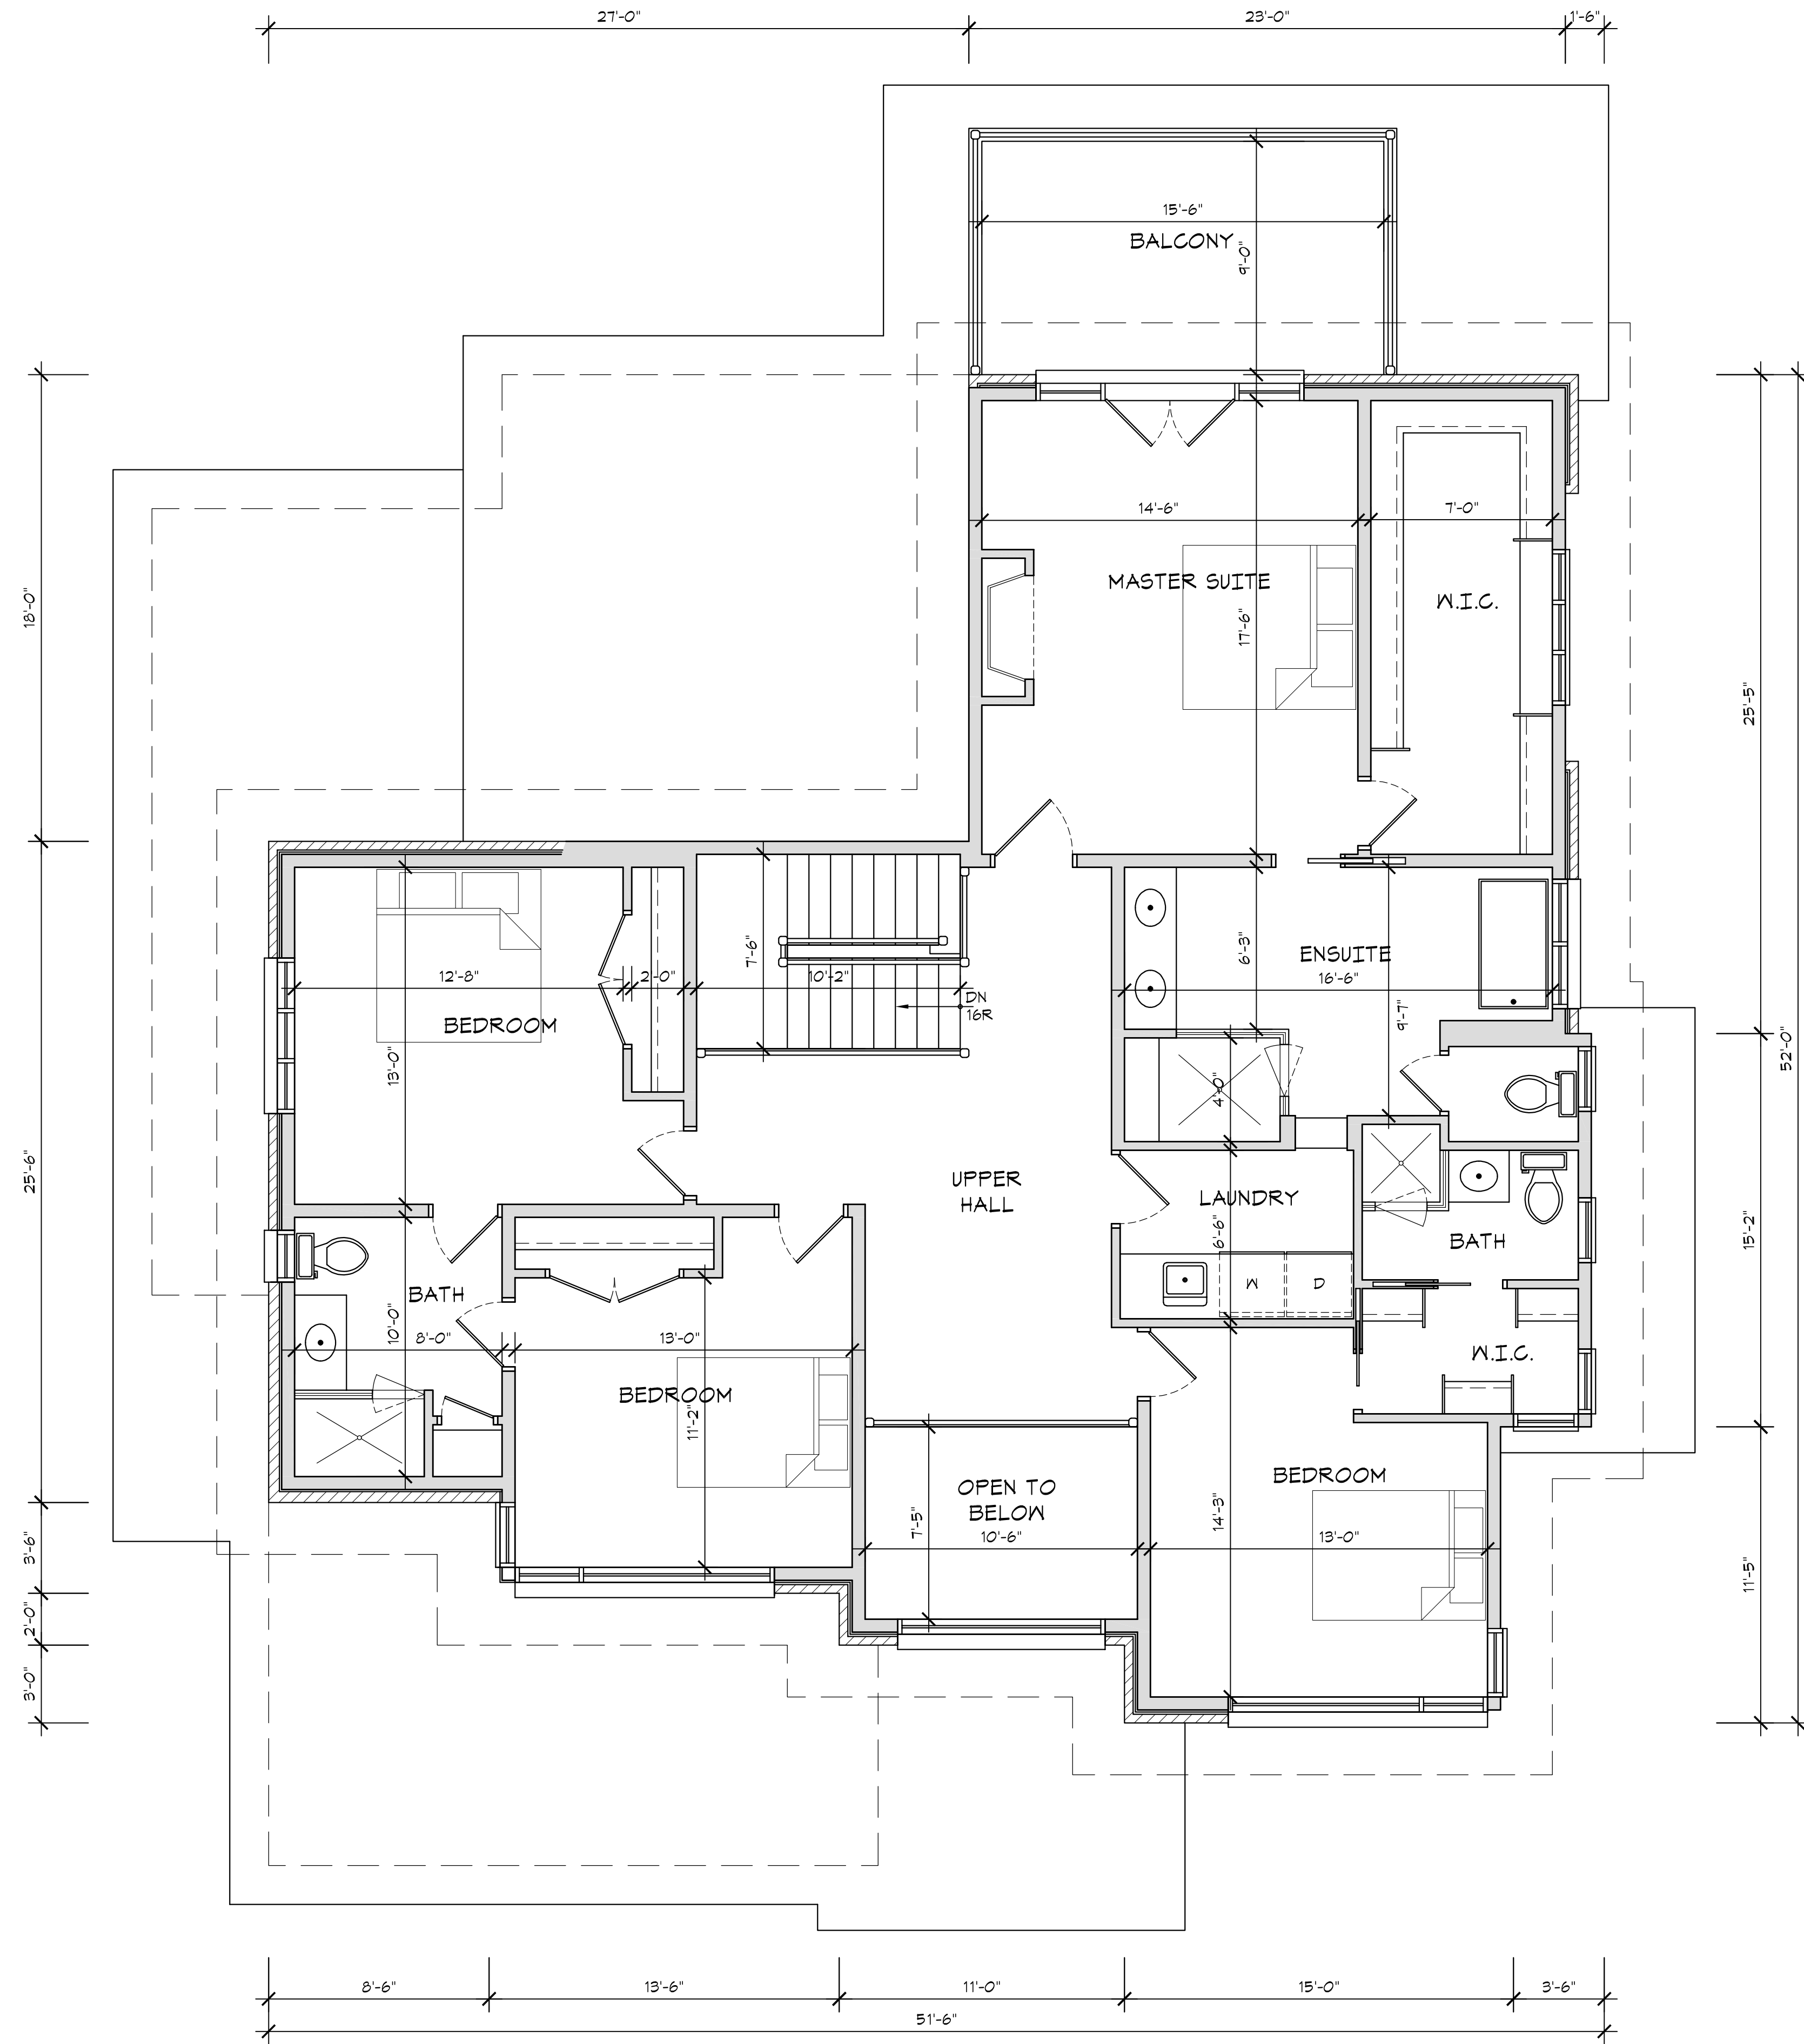 27'-0"
23'-0"
1'-6"
15'-6"
BALCONY
9'-0"
14'-6"
7'-0"
MASTER SUITE
W.I.C.
17'-6"
18'-0"
25'-5"
7'-6"
6'-3"
ENSUITE
16'-6"
12'-8"
2'-0"
10'-2"
DN
16R
BEDROOM
13'-0"
9'-7"
4'-0"
52'-0"
25'-6"
UPPER
HALL
LAUNDRY
6'-6"
BATH
15'-2"
W
D
BATH
10'-0"
8'-0"
13'-0"
W.I.C.
BEDROOM
11'-2"
BEDROOM
OPEN TO
BELOW
7'-5"
10'-6"
14'-3"
13'-0"
3'-6"
2'-0"
3'-0"
11'-5"
8'-6"
13'-6"
11'-0"
15'-0"
3'-6"
51'-6"